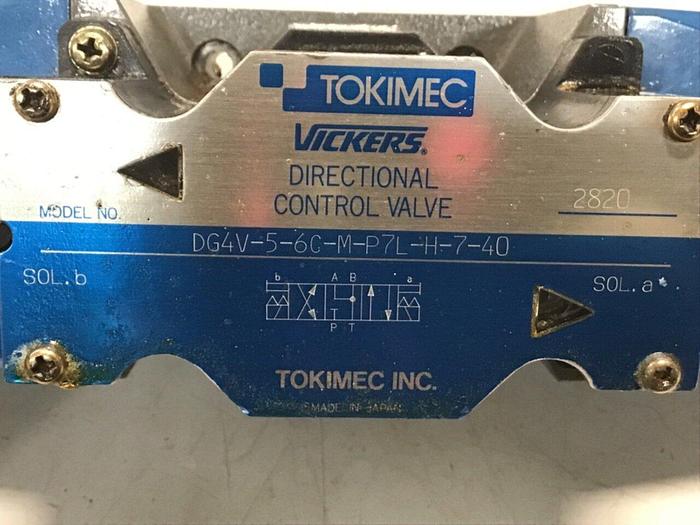 TOKIMEC
VICKERS®
DIRECTIONAL
CONTROL VALVE
2820
MODEL NO.
DG4V-5-6C-M-P7L-H-7-40
SOL.b
SOL.a
b A B a
T T
P T
TOKIMEC INC.
MADE IN JAPAN